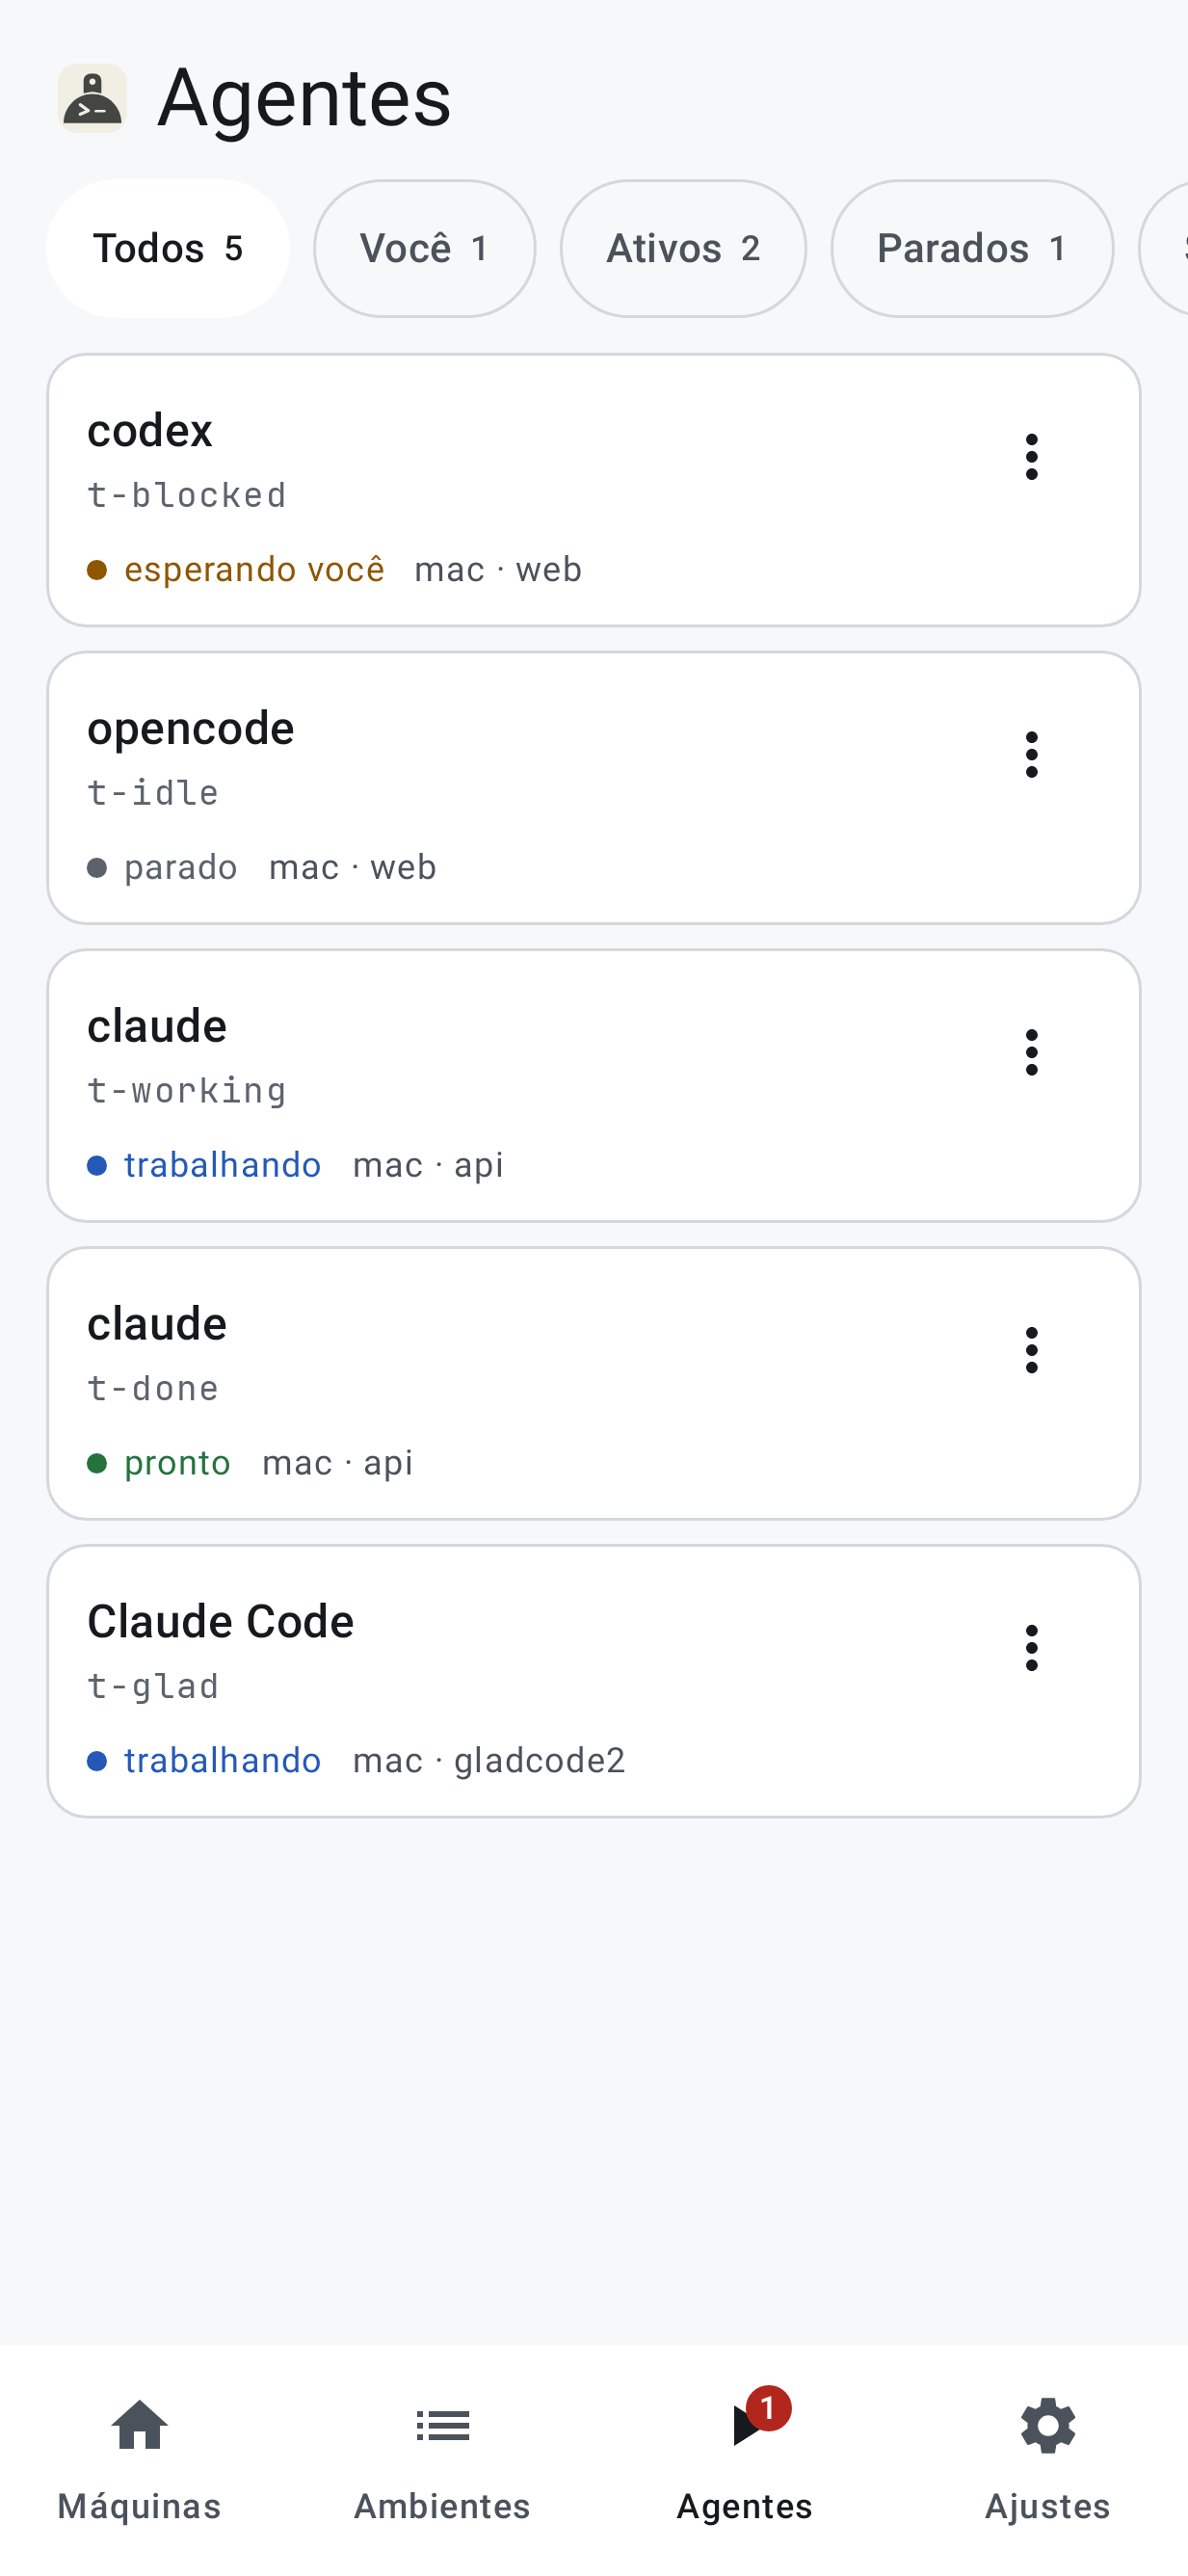 Agentes
Todos 5 Você 1 Ativos 2 Parados 1
codex
t-blocked
esperando você mac · web
opencode
t-idle
parado mac · web
claude
t-working
trabalhando mac · api
claude
t-done
pronto mac · api
Claude Code
t-glad
trabalhando mac · gladcode2
1
Máquinas Ambientes Agentes Ajustes